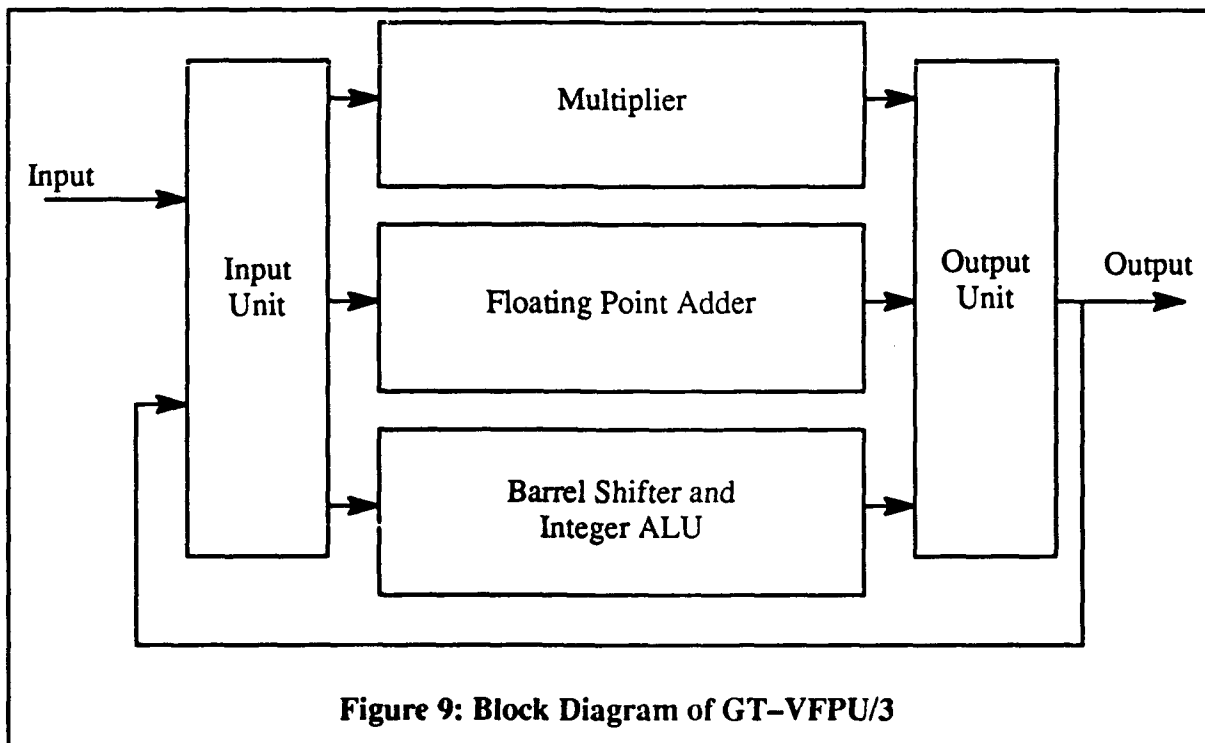 Multiplier
Input
Input
Unit
Floating Point Adder
Output
Unit
Output
Barrel Shifter and
Integer ALU
Figure 9: Block Diagram of GT–VFPU/3